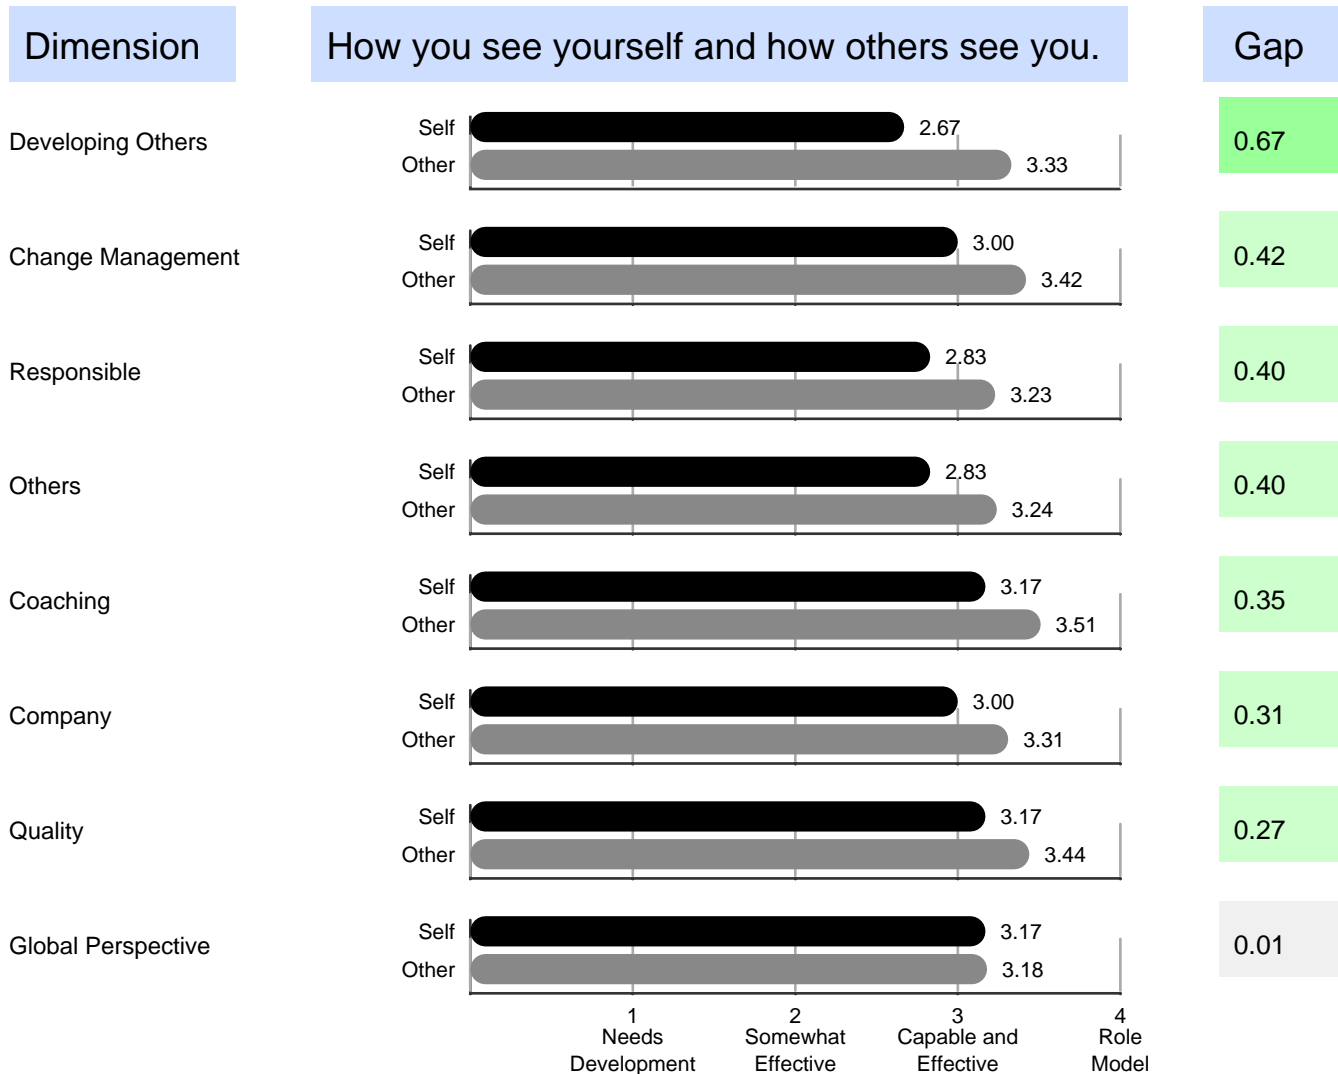 Dimension How you see yourself and how others see you. Gap
Developing Others
Self 2.67
Other 3.33
0.67
Change Management
Self 3.00
Other 3.42
0.42
Responsible
Self 2.83
Other 3.23
0.40
Others
Self 2.83
Other 3.24
0.40
Coaching
Self 3.17
Other 3.51
0.35
Company
Self 3.00
Other 3.31
0.31
Quality
Self 3.17
Other 3.44
0.27
Global Perspective
Self 3.17
Other 3.18
0.01
1 2 3 4
Needs Somewhat Capable and Role
Development Effective Effective Model